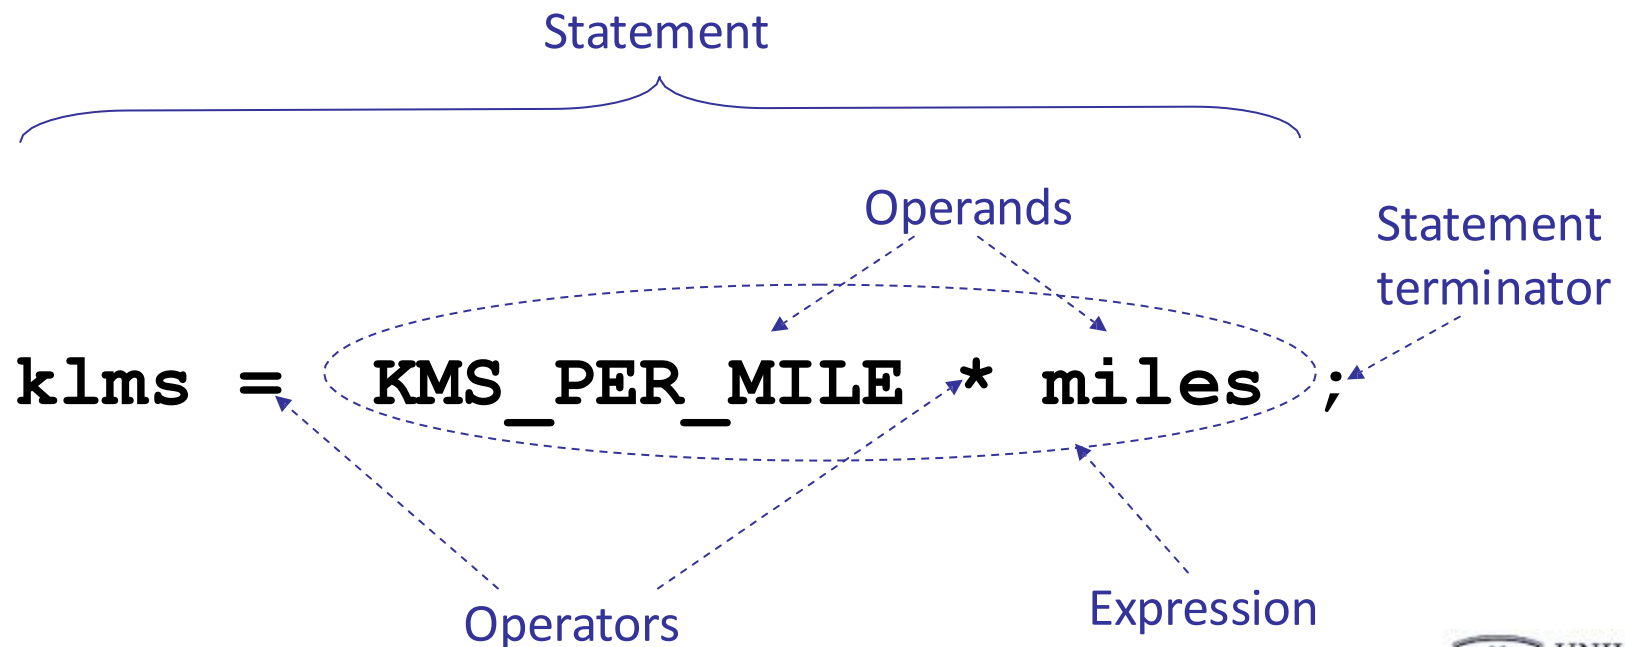 Statement
Operands
Statement
terminator
klms = KMS_PER_MILE * miles ;
Operators
Expression